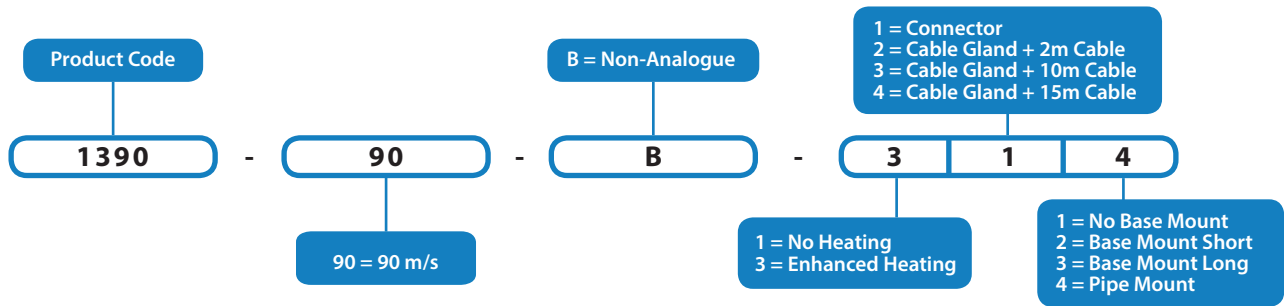 Product Code
B = Non-Analogue
1 = Connector
2 = Cable Gland + 2m Cable
3 = Cable Gland + 10m Cable
4 = Cable Gland + 15m Cable
1390 - 90 - B - 3 1 4
90 = 90 m/s
1 = No Heating
3 = Enhanced Heating
1 = No Base Mount
2 = Base Mount Short
3 = Base Mount Long
4 = Pipe Mount